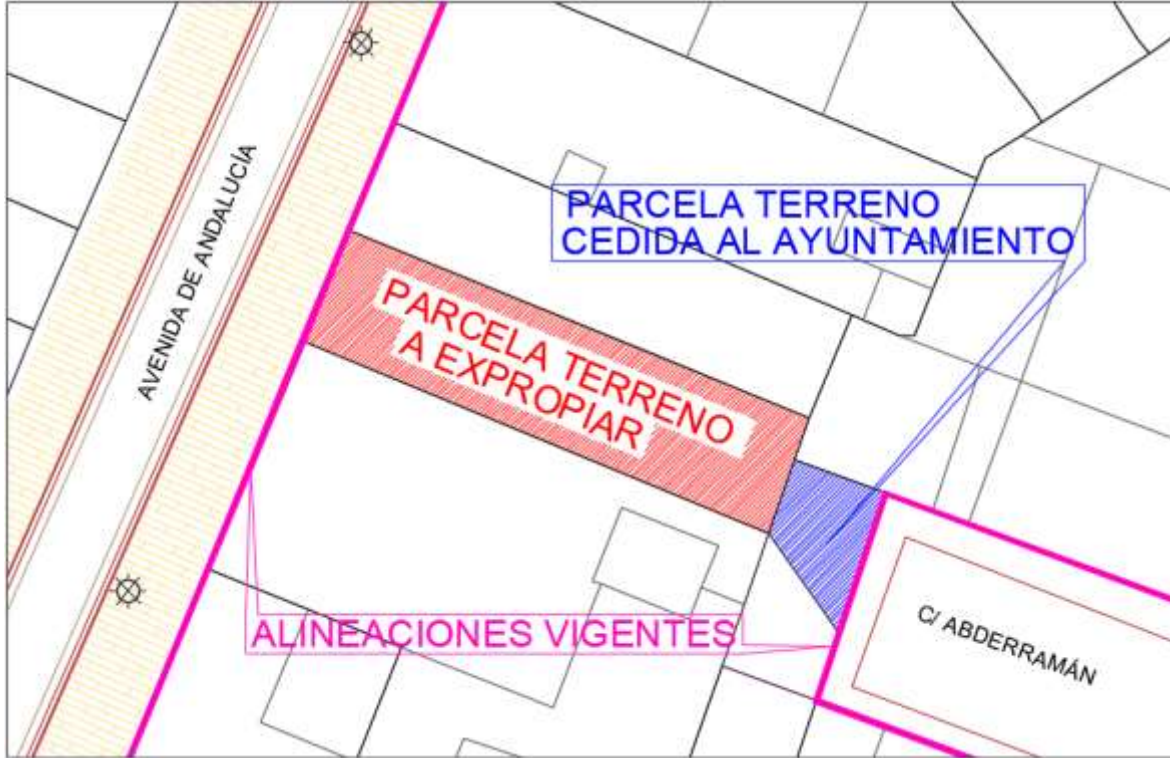 AVENIDA DE ANDALUCÍA
PARCELA TERRENO
CEDIDA AL AYUNTAMIENTO
PARCELA TERRENO
A EXPROPIAR
ALINEACIONES VIGENTES
C/ ABDERRAMÁN